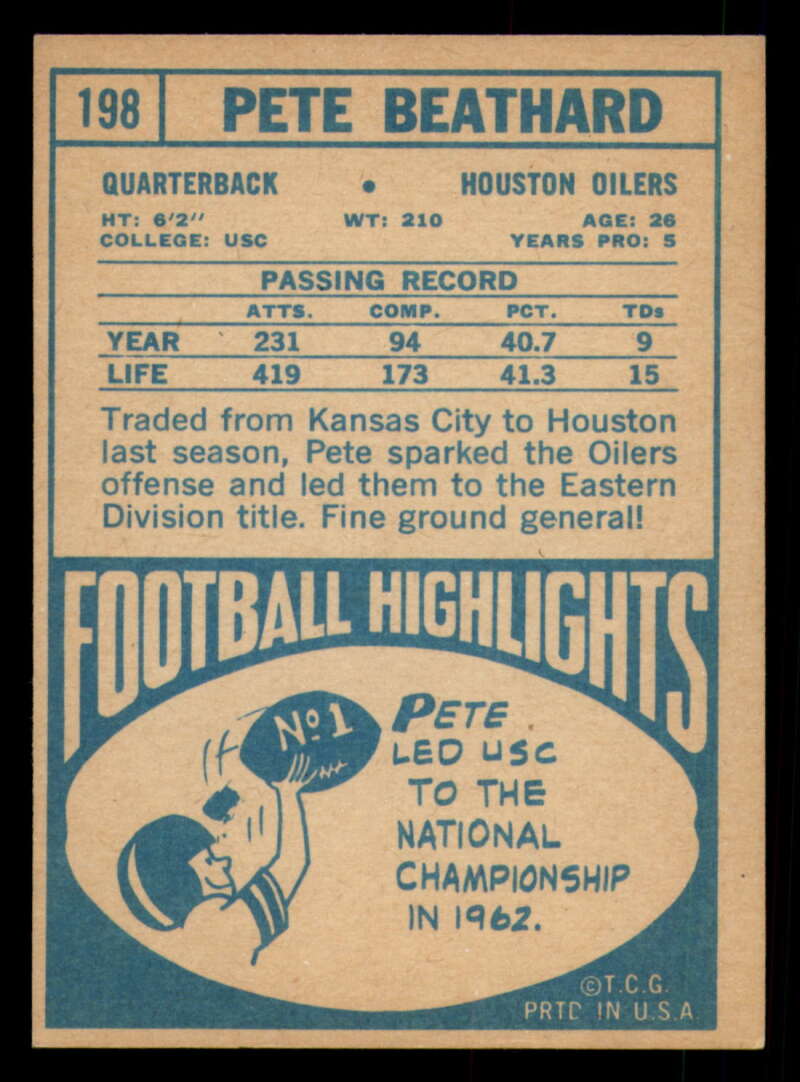 198 PETE BEATHARD
QUARTERBACK • HOUSTON OILERS
HT: 6'2" WT: 210 AGE: 26
COLLEGE: USC YEARS PRO: 5
PASSING RECORD
ATTS. COMP. PCT. TDs
YEAR 231 94 40.7 9
LIFE 419 173 41.3 15
Traded from Kansas City to Houston
last season, Pete sparked the Oilers
offense and led them to the Eastern
Division title. Fine ground general!
FOOTBALL HIGHLIGHTS
Nº 1
PETE
LED USC
TO THE
NATIONAL
CHAMPIONSHIP
IN 1962.
©T.C.G.
PRTD IN U.S.A